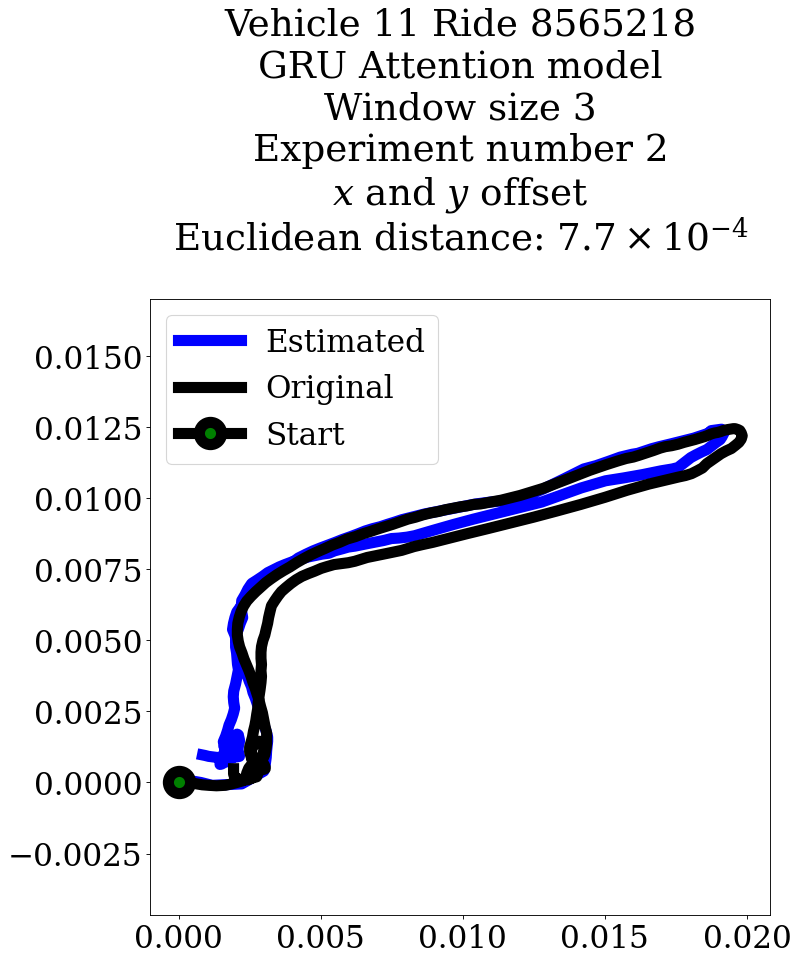 Vehicle 11 Ride 8565218
GRU Attention model
Window size 3
Experiment number 2
x and y offset
Euclidean distance: 7.7 × 10⁻⁴
Estimated
Original
Start
0.0150
0.0125
0.0100
0.0075
0.0050
0.0025
0.0000
−0.0025
0.000 0.005 0.010 0.015 0.020